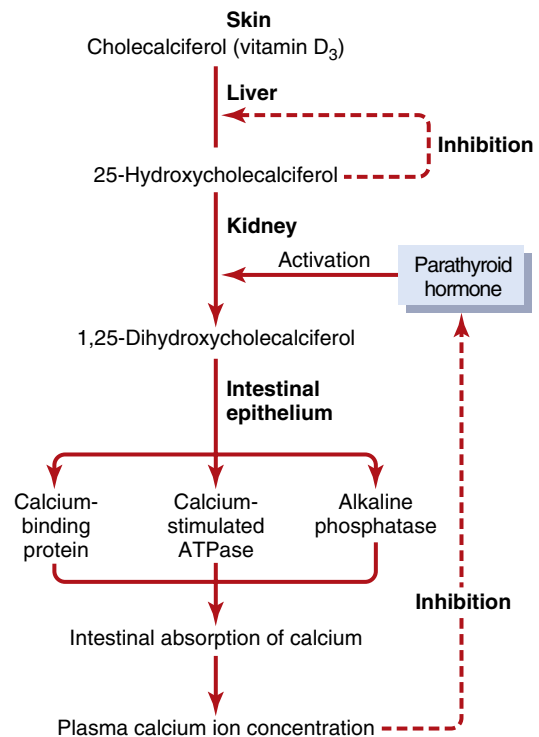 Skin
Cholecalciferol (vitamin D3)
Liver
Inhibition
25-Hydroxycholecalciferol
Kidney
Activation
Parathyroid
hormone
1,25-Dihydroxycholecalciferol
Intestinal
epithelium
Calcium-
binding
protein
Calcium-
stimulated
ATPase
Alkaline
phosphatase
Inhibition
Intestinal absorption of calcium
Plasma calcium ion concentration